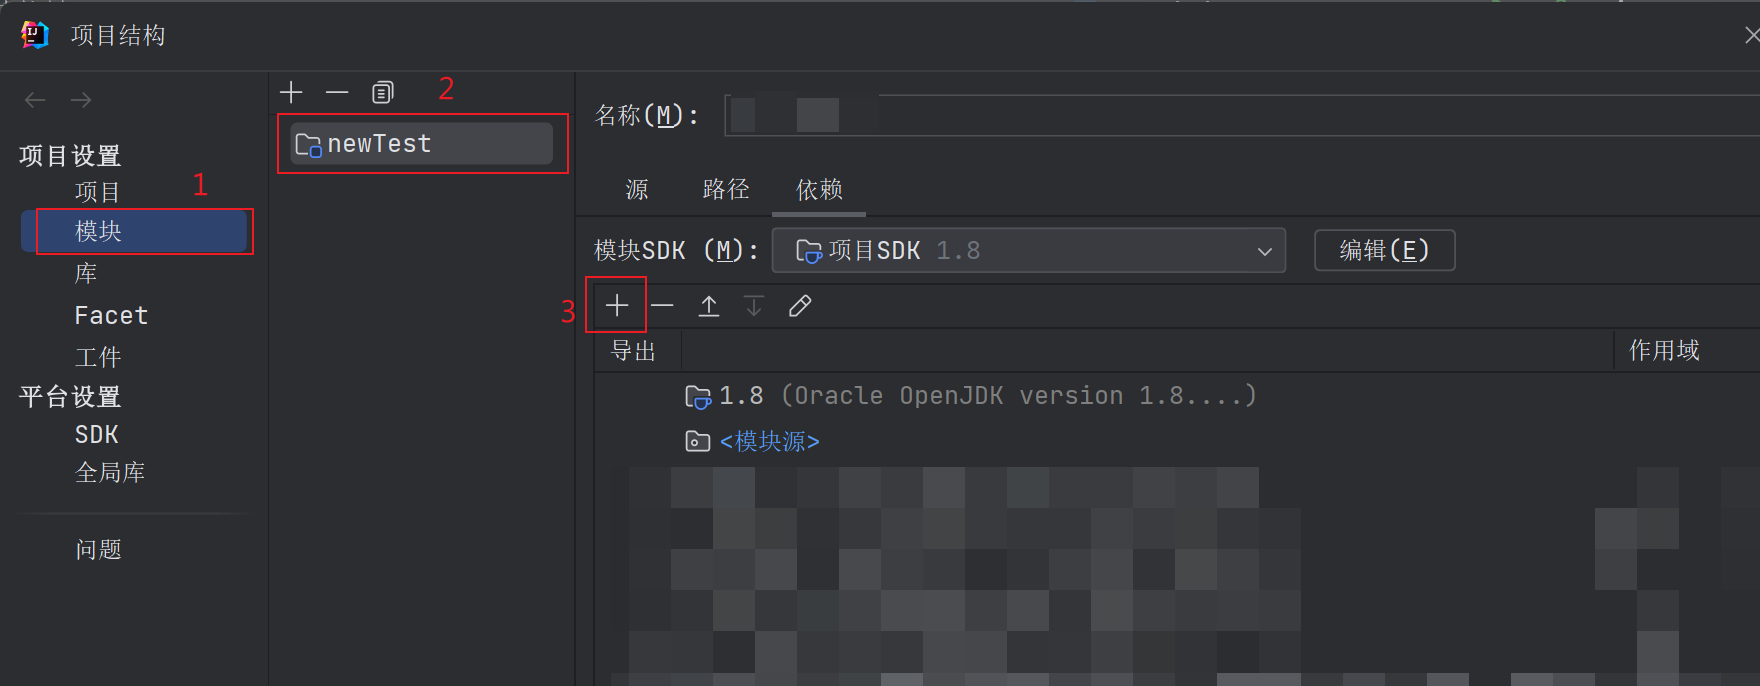 项目结构
2
newTest
项目设置
1
项目
模块
库
Facet
工件
平台设置
SDK
全局库
问题
名称(M):
源 路径 依赖
模块SDK (M): 项目SDK 1.8 编辑(E)
3
导出 作用域
1.8 (Oracle OpenJDK version 1.8....)
<模块源>